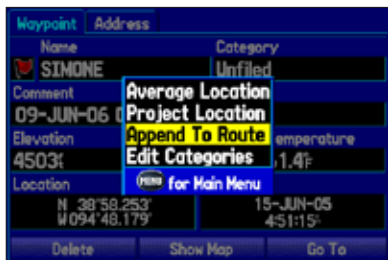 Waypoint Address
Name Category
SIMONE Unfiled
Average Location
Comment
Project Location
09-JUN-06
Append To Route
Elevation emperature
Edit Categories
4503
MENU for Main Menu
Location
N 38°58.253' 15-JUN-05
W094°48.179' 4:51:15
Delete Show Map Go To